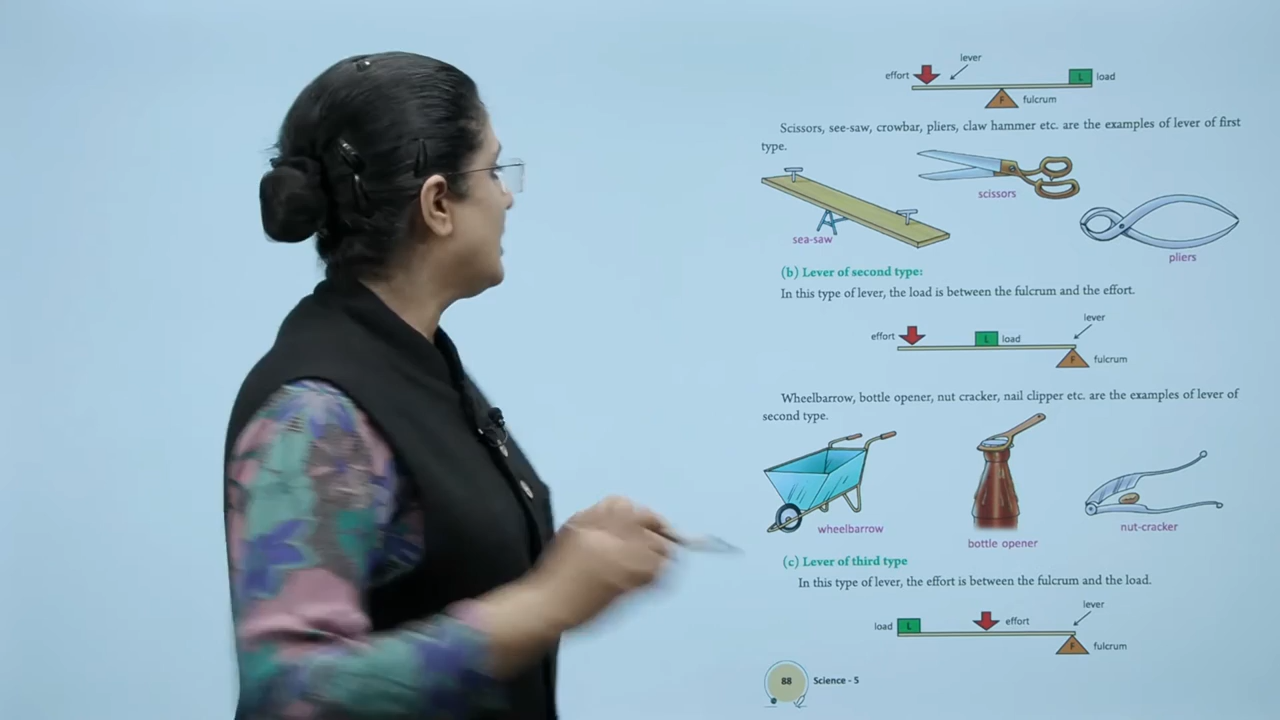 lever
effort L load
F fulcrum
Scissors, see-saw, crowbar, pliers, claw hammer etc. are the examples of lever of first
type.
scissors
sea-saw
pliers
(b) Lever of second type:
In this type of lever, the load is between the fulcrum and the effort.
lever
effort L load
F fulcrum
Wheelbarrow, bottle opener, nut cracker, nail clipper etc. are the examples of lever of
second type.
wheelbarrow
bottle opener
nut-cracker
(c) Lever of third type
In this type of lever, the effort is between the fulcrum and the load.
lever
load L effort
F fulcrum
88 Science - 5